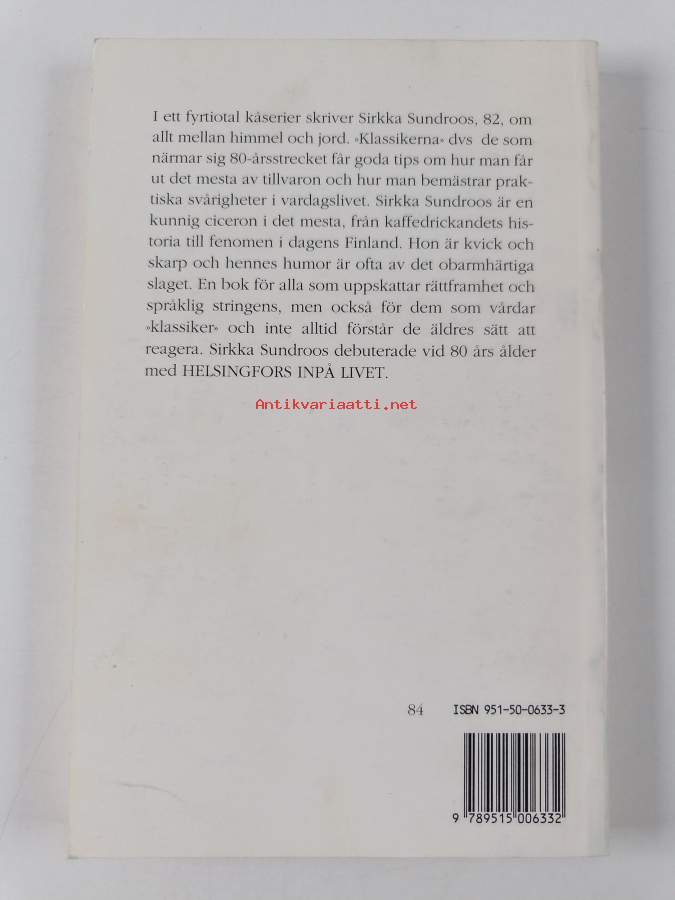 I ett fyrtiotal kåserier skriver Sirkka Sundroos, 82, om
allt mellan himmel och jord. »Klassikerna» dvs de som
närmar sig 80-årsstrecket får goda tips om hur man får
ut det mesta av tillvaron och hur man bemästrar prak-
tiska svårigheter i vardagslivet. Sirkka Sundroos är en
kunnig ciceron i det mesta, från kaffedrickandets his-
toria till fenomen i dagens Finland. Hon är kvick och
skarp och hennes humor är ofta av det obarmhärtiga
slaget. En bok för alla som uppskattar rättframhet och
språklig stringens, men också för dem som vårdar
»klassiker» och inte alltid förstår de äldres sätt att
reagera. Sirkka Sundroos debuterade vid 80 års ålder
med HELSINGFORS INPÅ LIVET.
Antikvariaatti.net
84 ISBN 951-50-0633-3
9 789515 006332